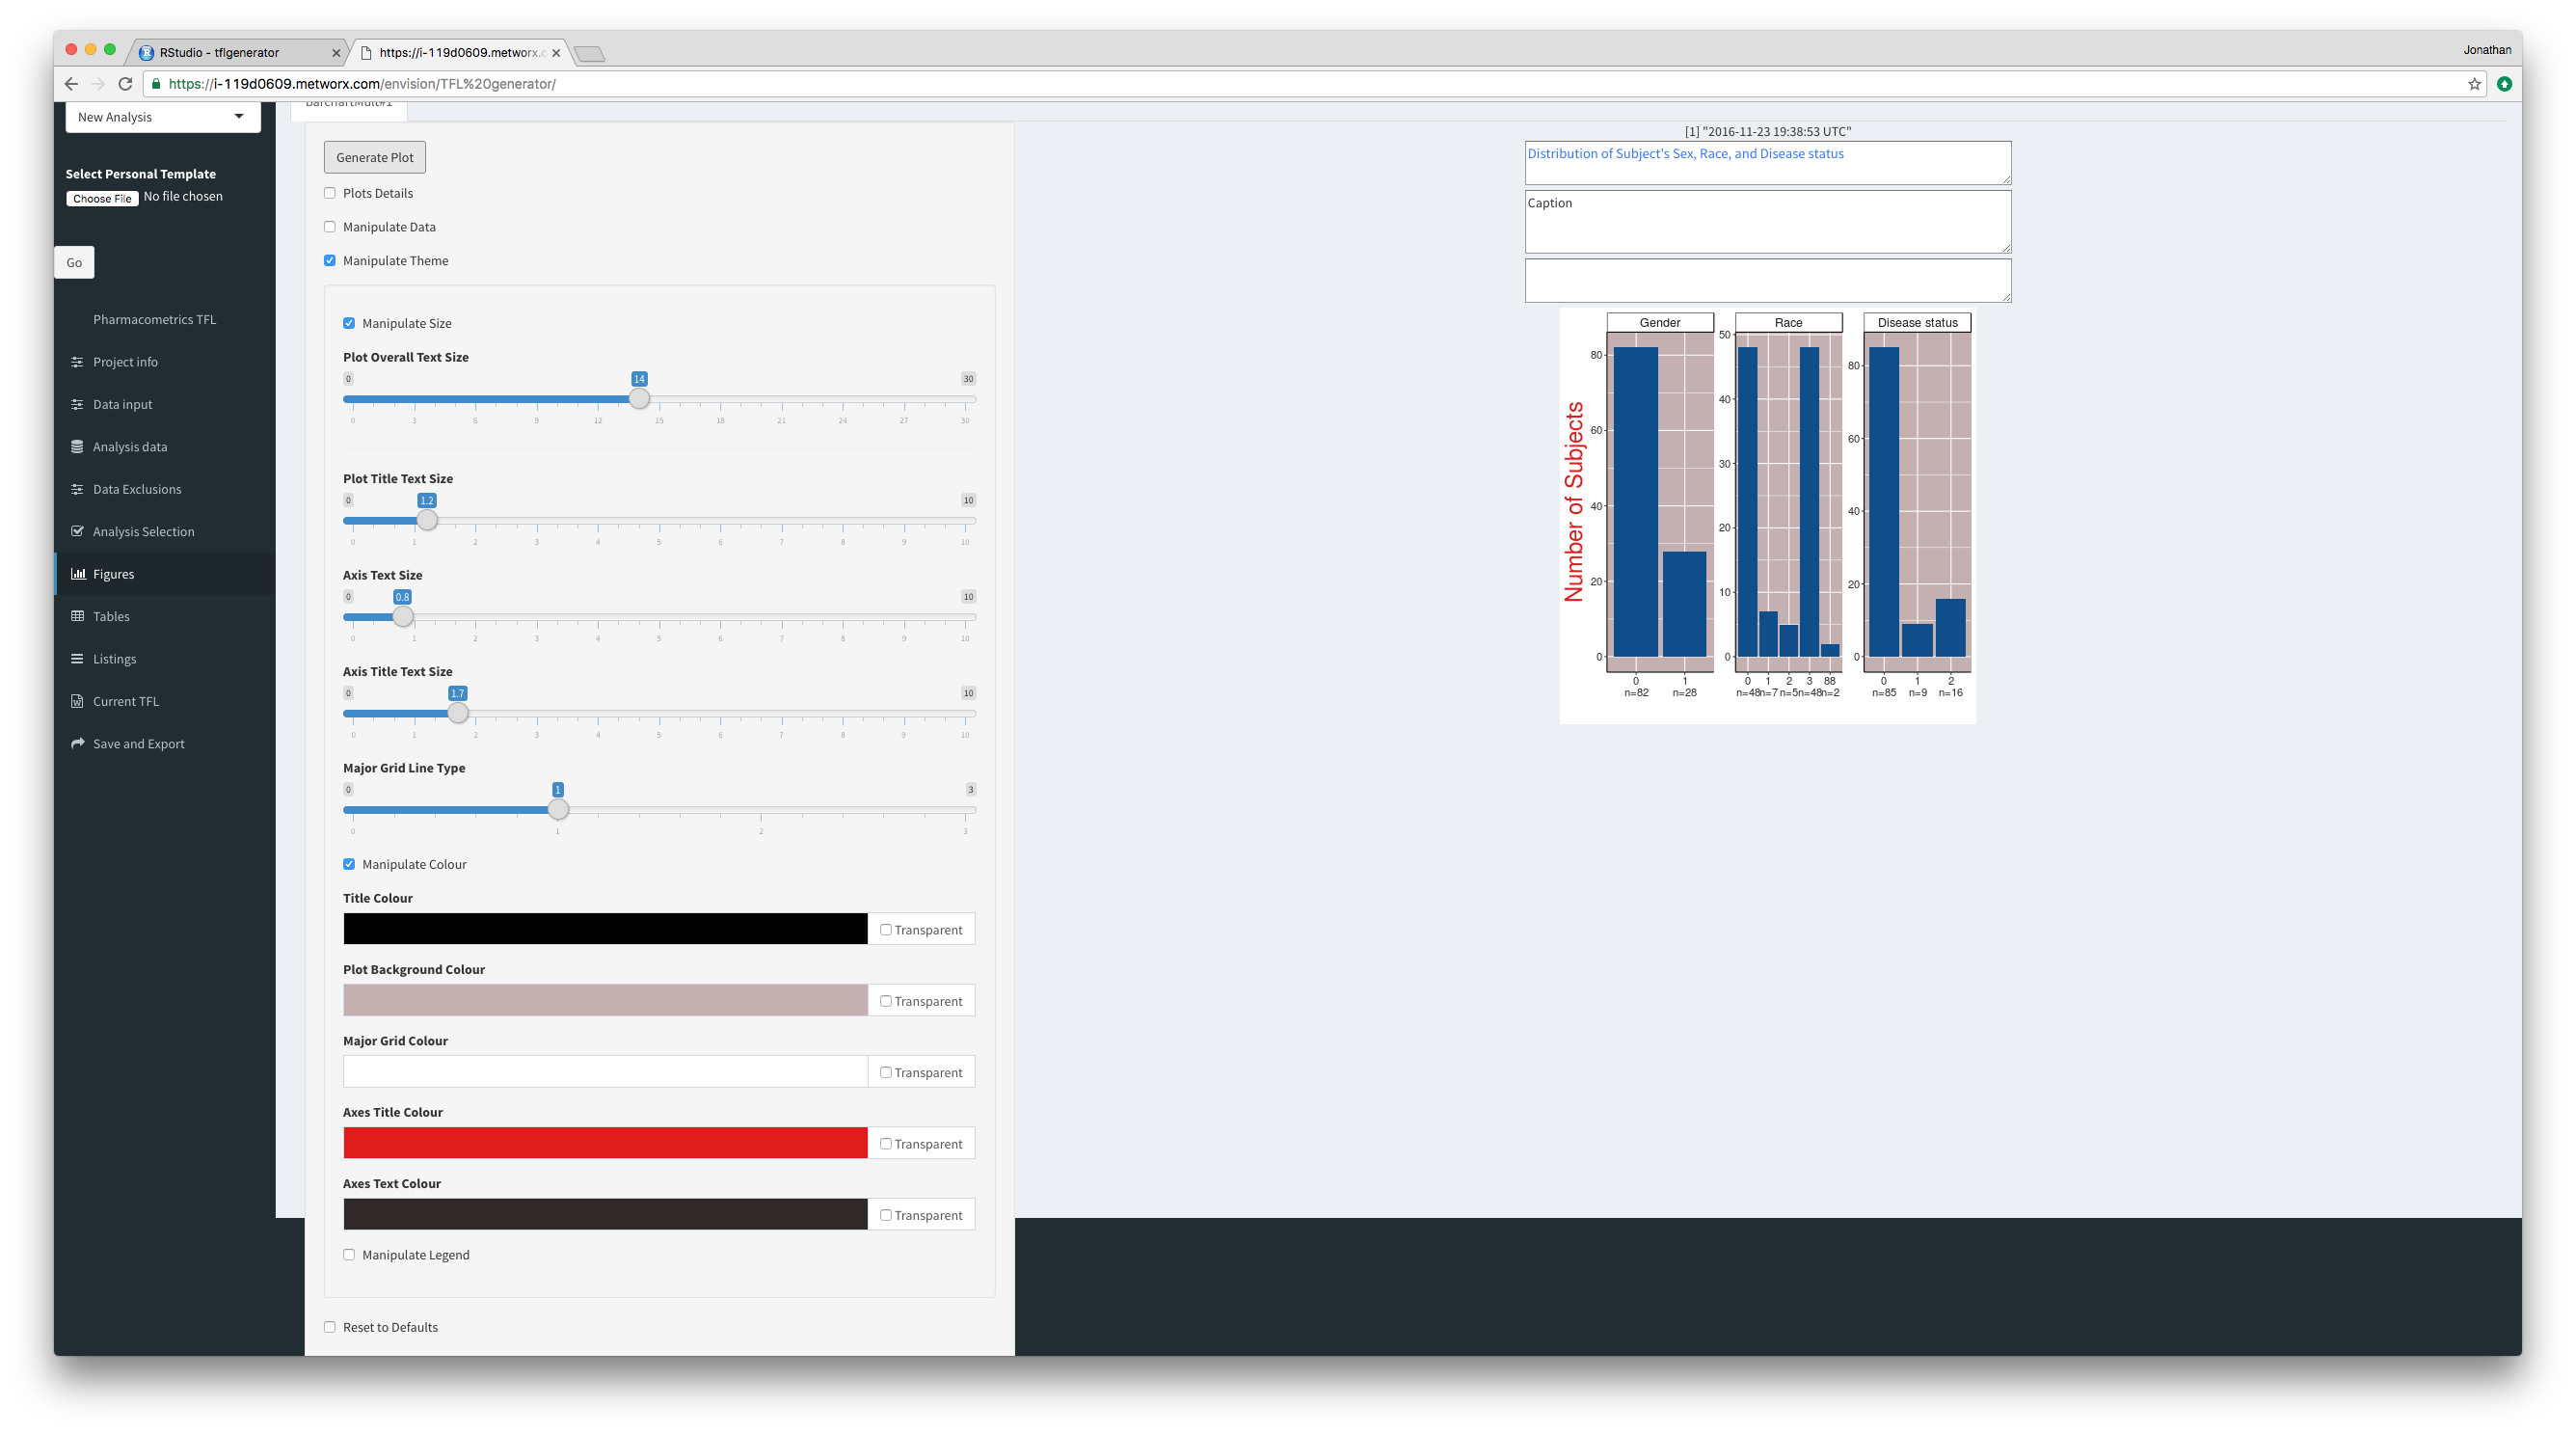 RStudio - tflgenerator
https://i-119d0609.metworx.c
Jonathan
https://i-119d0609.metworx.com/envision/TFL%20generator/
New Analysis
Select Personal Template
Choose File No file chosen
Go
Pharmacometrics TFL
Project info
Data input
Analysis data
Data Exclusions
Analysis Selection
Figures
Tables
Listings
Current TFL
Save and Export
barchartMult#1
Generate Plot
Plots Details
Manipulate Data
Manipulate Theme
Manipulate Size
Plot Overall Text Size
0 14 30
0 3 6 9 12 15 18 21 24 27 30
Plot Title Text Size
0 1.2 10
0 1 2 3 4 5 6 7 8 9 10
Axis Text Size
0 0.8 10
0 1 2 3 4 5 6 7 8 9 10
Axis Title Text Size
0 1.7 10
0 1 2 3 4 5 6 7 8 9 10
Major Grid Line Type
0 1 3
0 1 2 3
Manipulate Colour
Title Colour
Transparent
Plot Background Colour
Transparent
Major Grid Colour
Transparent
Axes Title Colour
Transparent
Axes Text Colour
Transparent
Manipulate Legend
Reset to Defaults
[1] "2016-11-23 19:38:53 UTC"
Distribution of Subject's Sex, Race, and Disease status
Caption
Number of Subjects
Gender
80
60
40
20
0
0 1
n=82 n=28
Race
50
40
30
20
10
0
0 1 2 3 88
n=48 n=7 n=5 n=48 n=2
Disease status
80
60
40
20
0
0 1 2
n=85 n=9 n=16